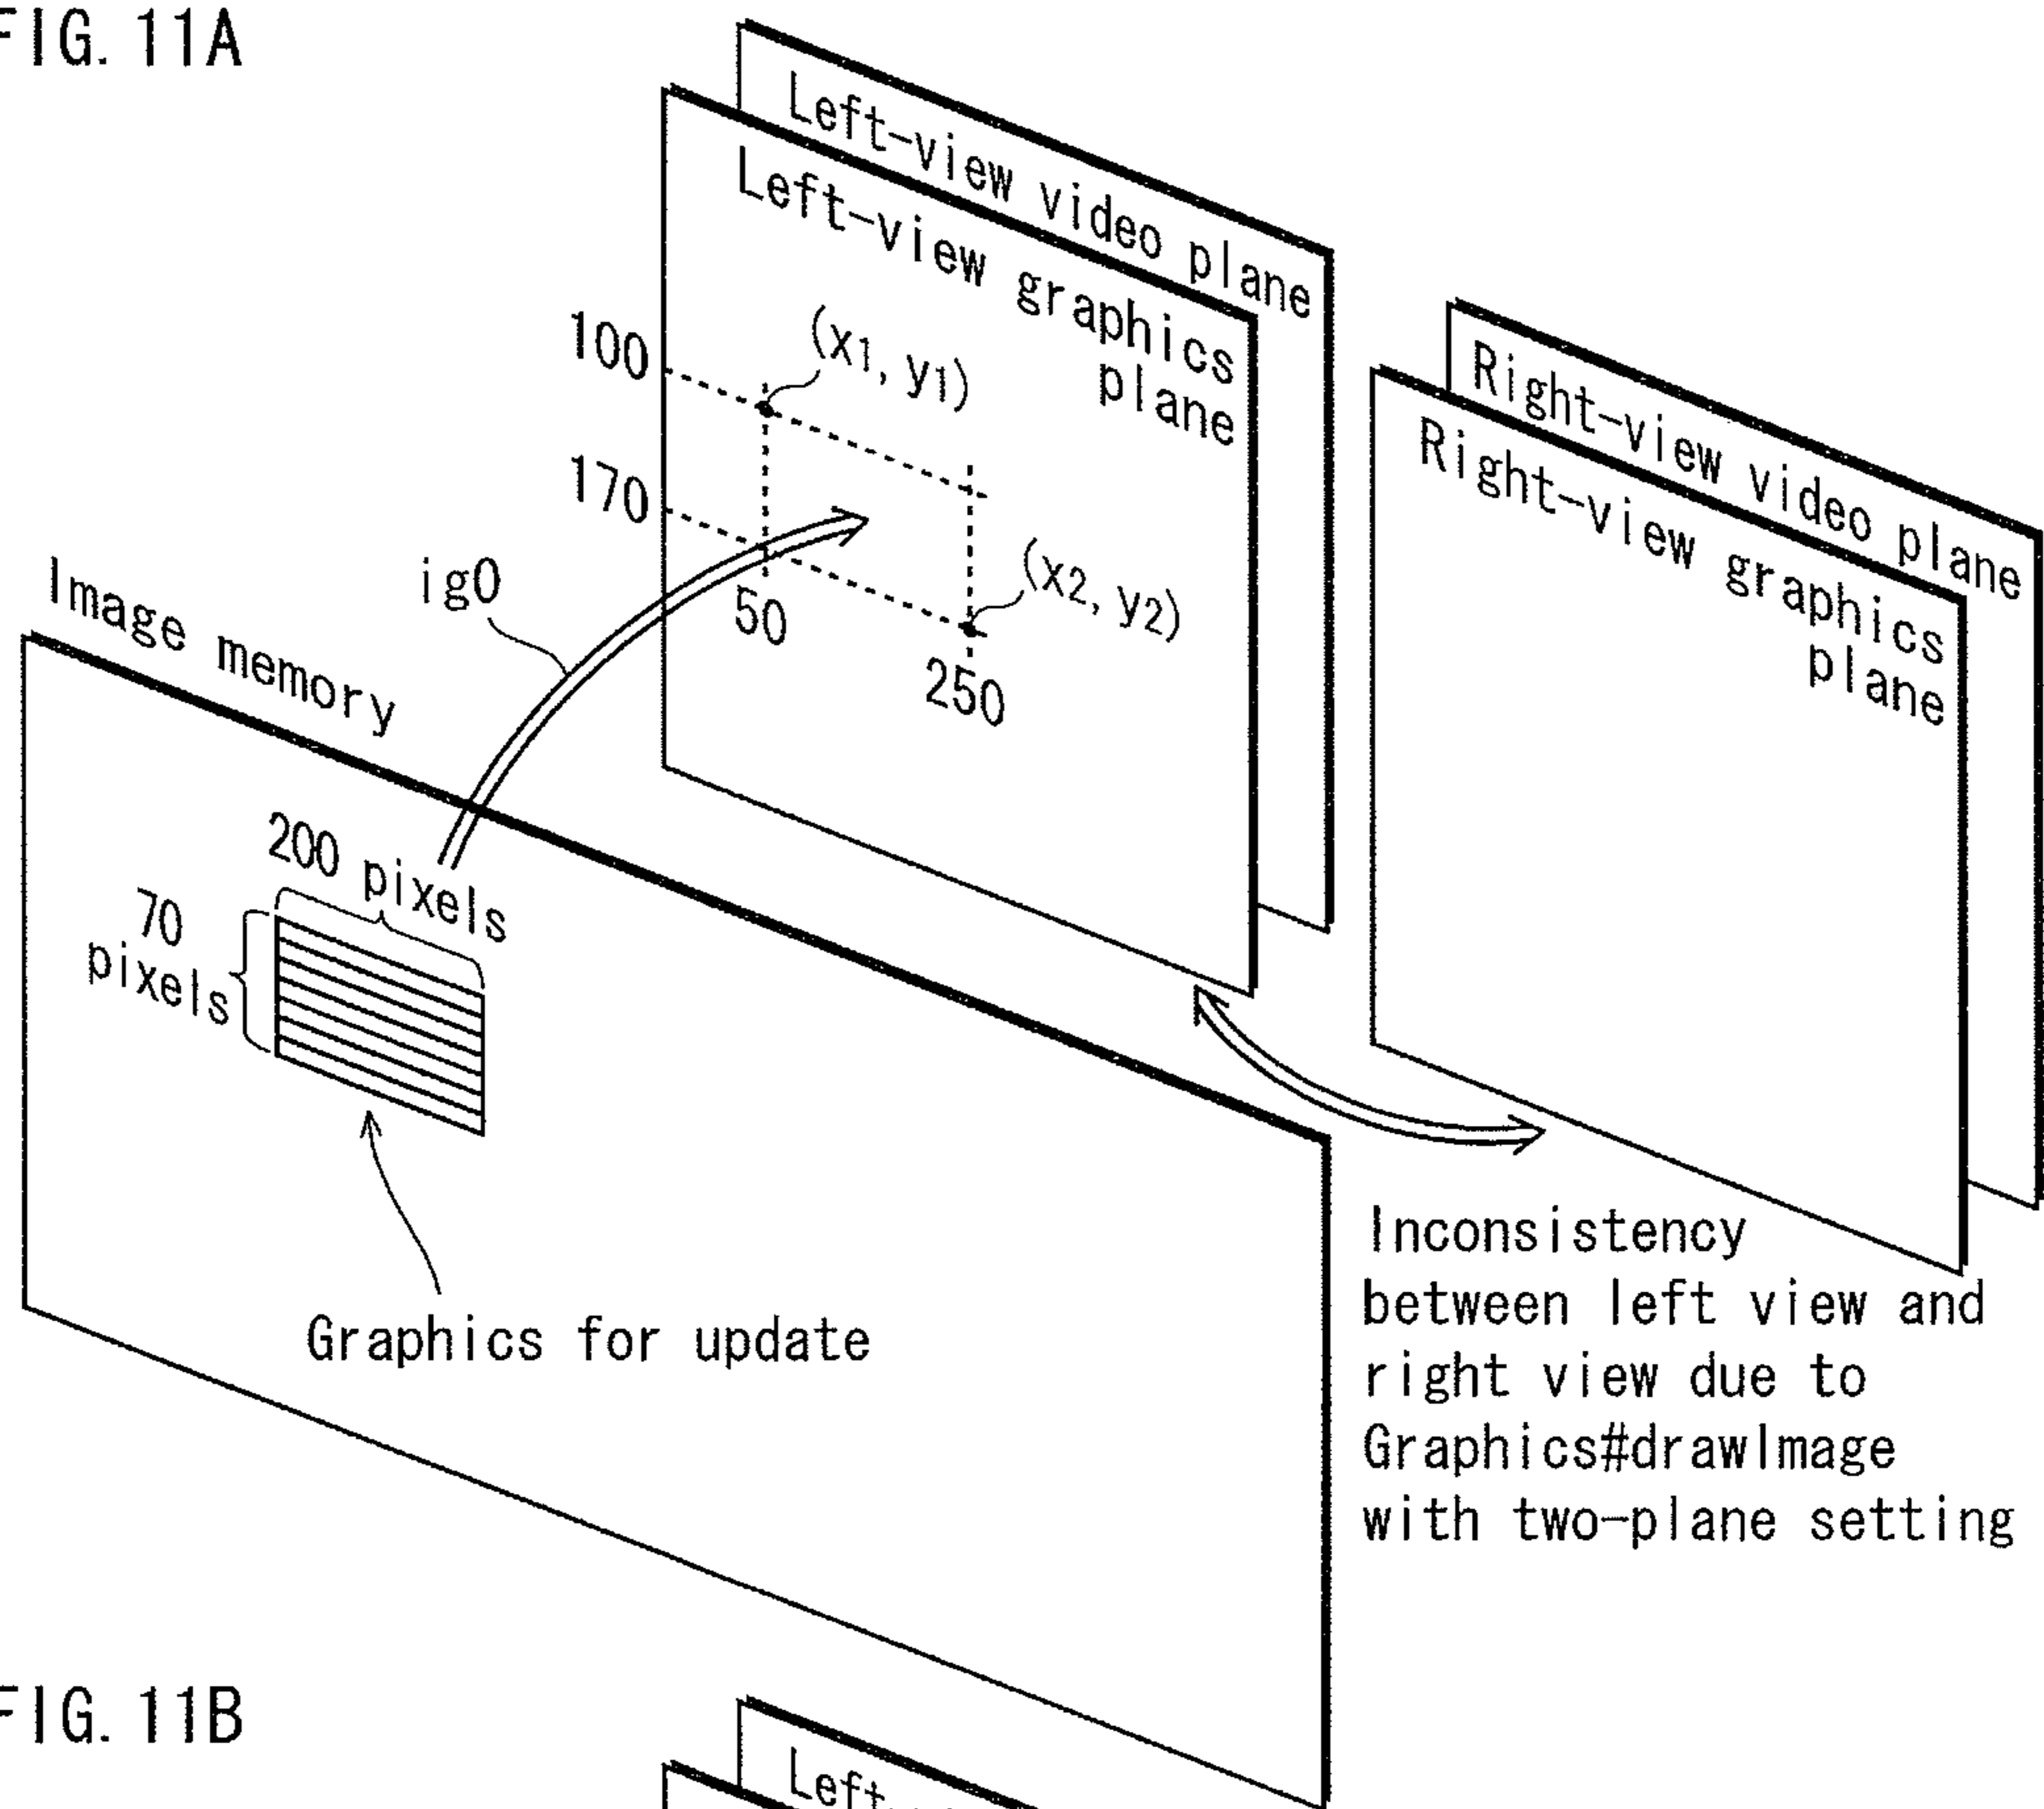 FIG. 11A
Left-view video plane
Left-view graphics
plane
(x1, y1)
100
170
(x2, y2)
50
250
ig0
Right-view video plane
Right-view graphics
plane
Image memory
200 pixels
70
pixels
Graphics for update
Inconsistency
between left view and
right view due to
Graphics#drawImage
with two-plane setting
FIG. 11B
Left-